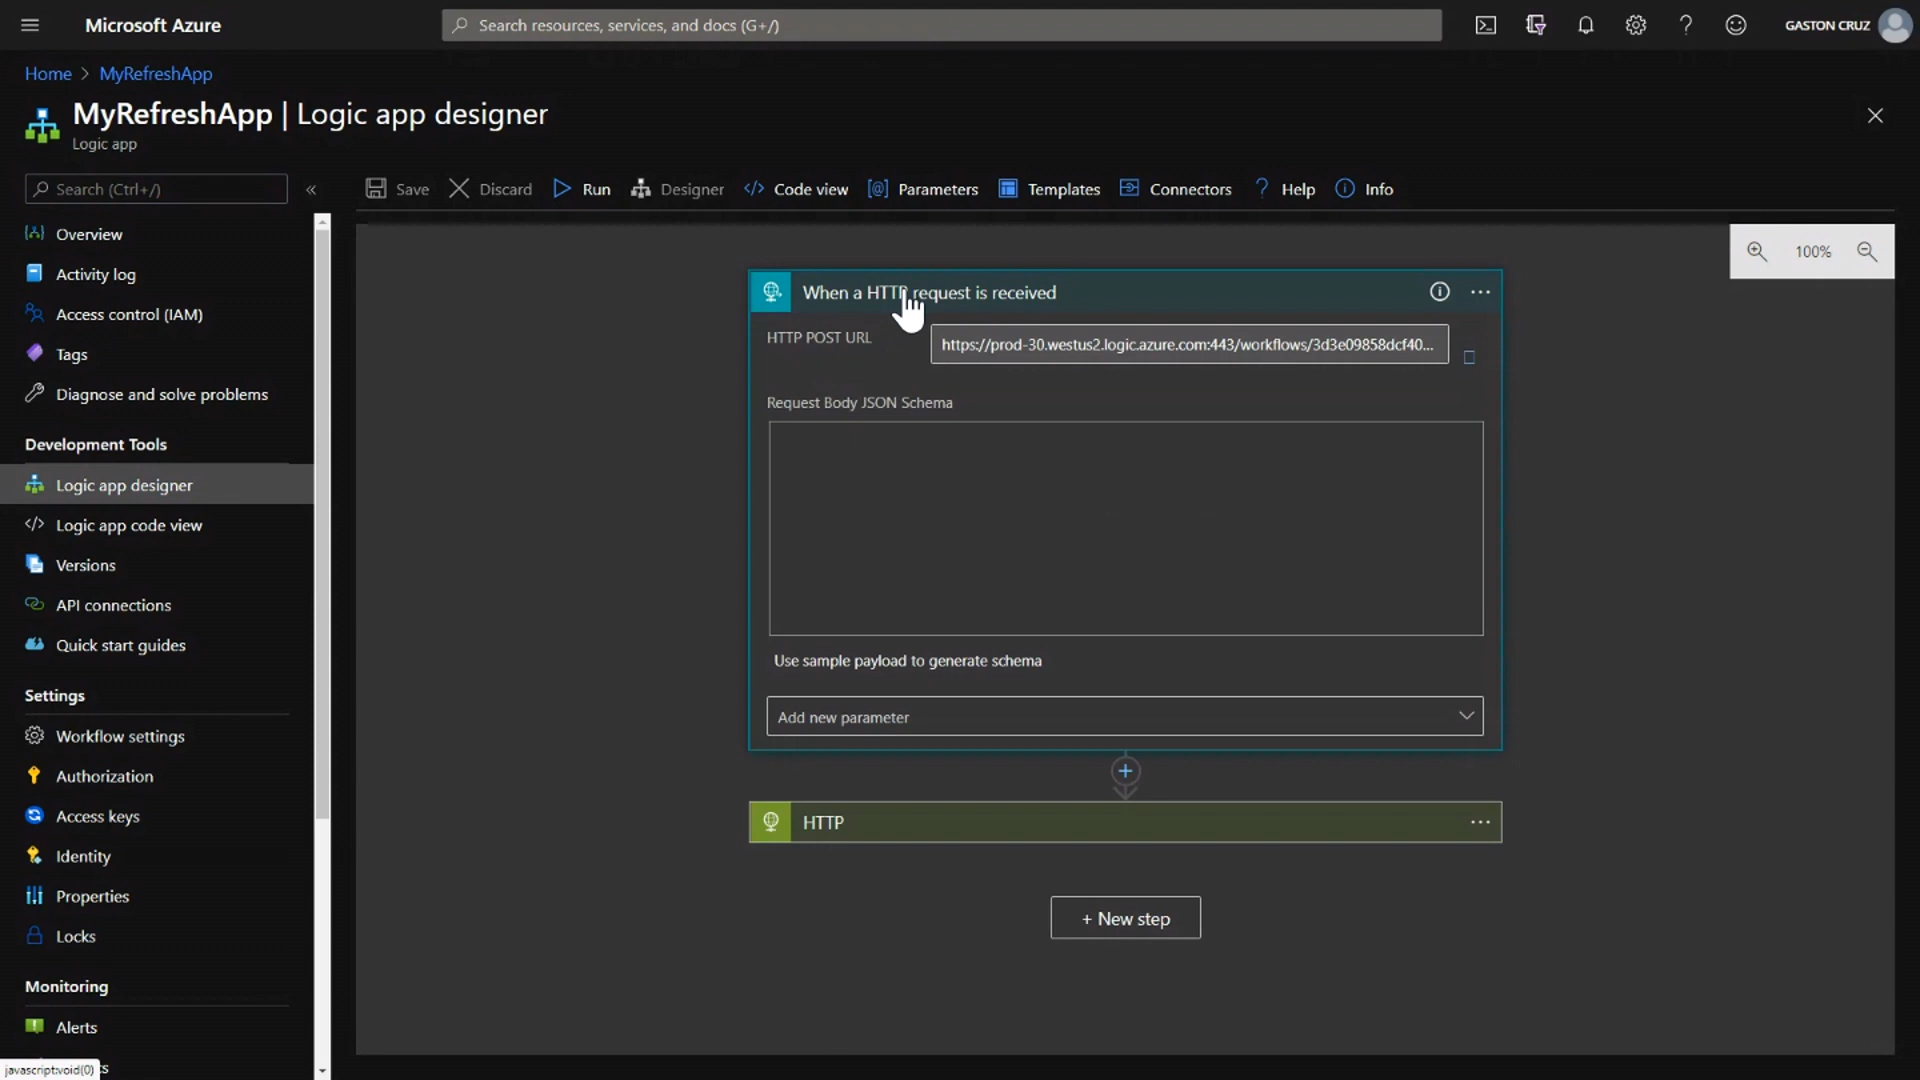 Microsoft Azure
Search resources, services, and docs (G+/)
GASTON CRUZ
Home > MyRefreshApp
MyRefreshApp | Logic app designer
Logic app
Search (Ctrl+/)
«
Save
Discard
Run
Designer
Code view
Parameters
Templates
Connectors
Help
Info
Overview
Activity log
Access control (IAM)
Tags
Diagnose and solve problems
Development Tools
Logic app designer
Logic app code view
Versions
API connections
Quick start guides
Settings
Workflow settings
Authorization
Access keys
Identity
Properties
Locks
Monitoring
Alerts
javascript:void(0)
100%
When a HTTP request is received
HTTP POST URL
https://prod-30.westus2.logic.azure.com:443/workflows/3d3e09858dcf40...
Request Body JSON Schema
Use sample payload to generate schema
Add new parameter
HTTP
+ New step